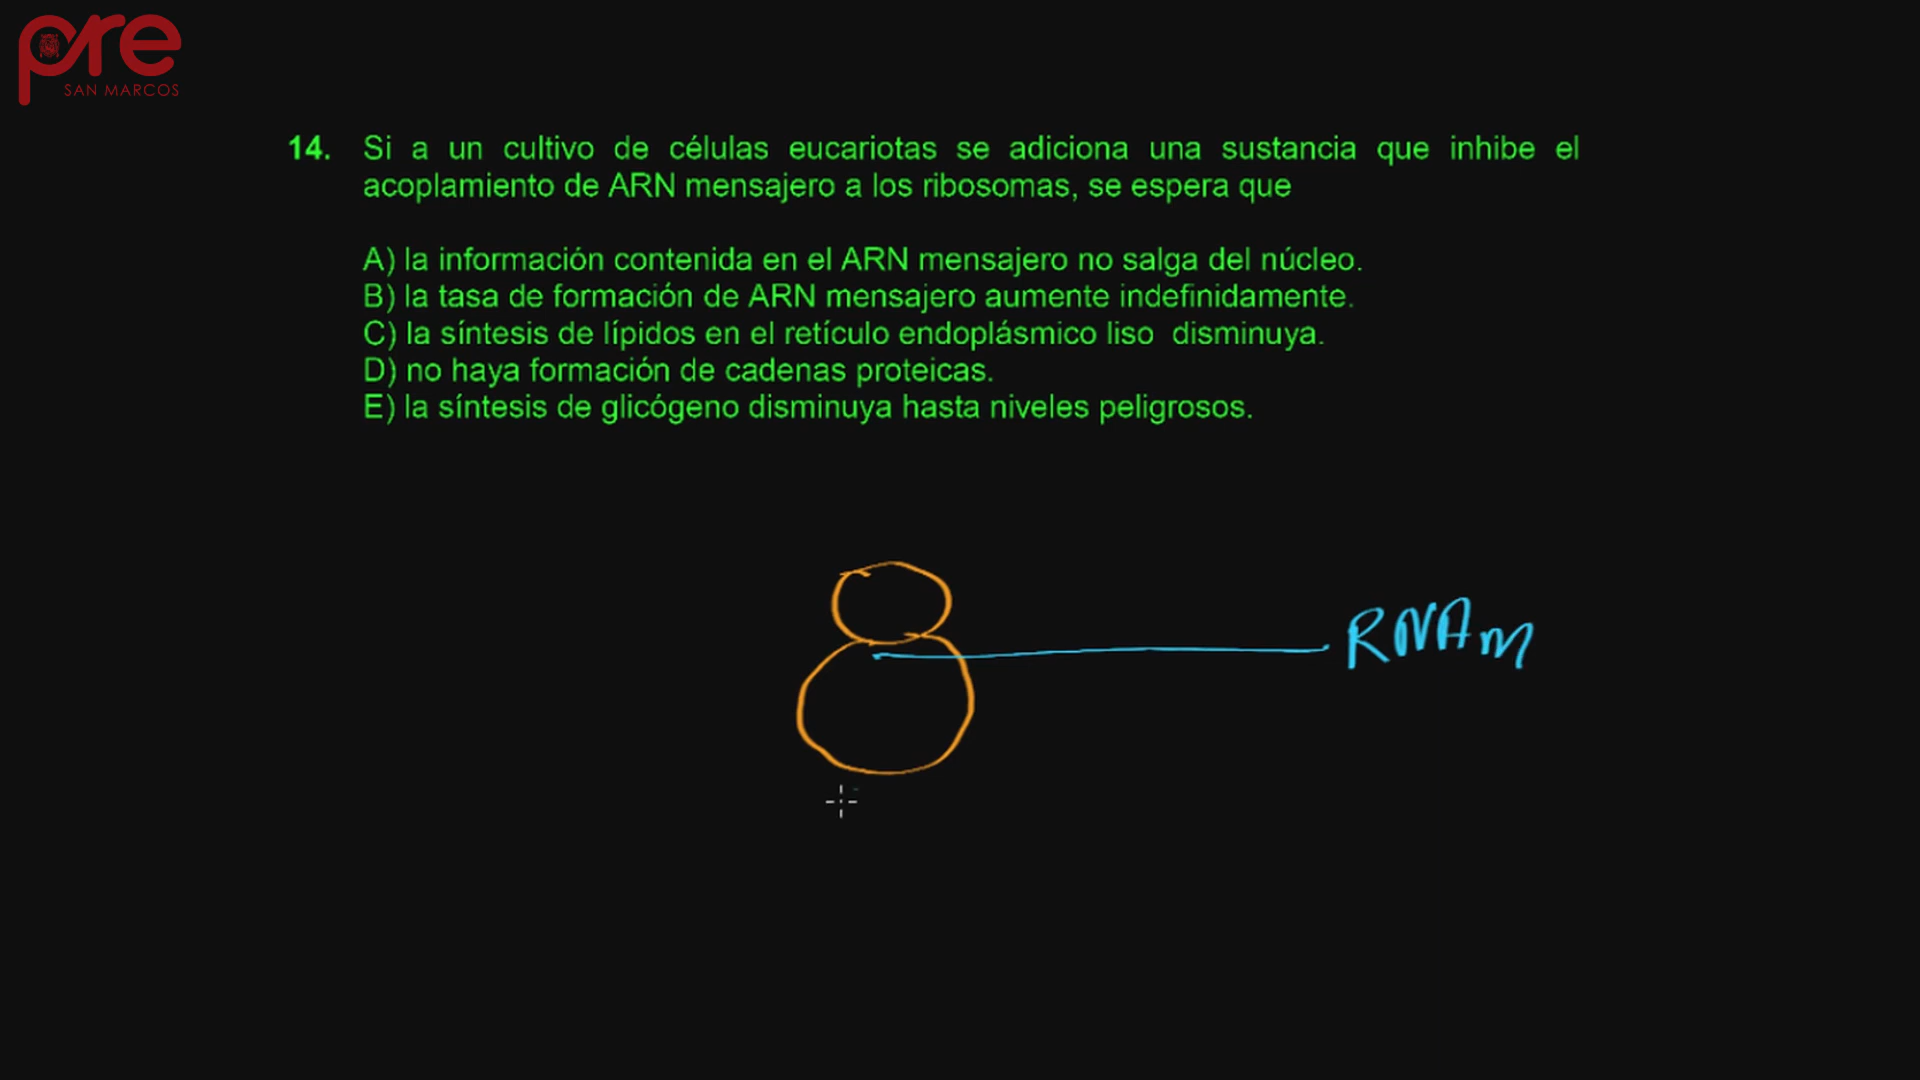 pre
SAN MARCOS
14. Si a un cultivo de células eucariotas se adiciona una sustancia que inhibe el
acoplamiento de ARN mensajero a los ribosomas, se espera que
A) la información contenida en el ARN mensajero no salga del núcleo.
B) la tasa de formación de ARN mensajero aumente indefinidamente.
C) la síntesis de lípidos en el retículo endoplásmico liso disminuya.
D) no haya formación de cadenas proteicas.
E) la síntesis de glicógeno disminuya hasta niveles peligrosos.
RNAm